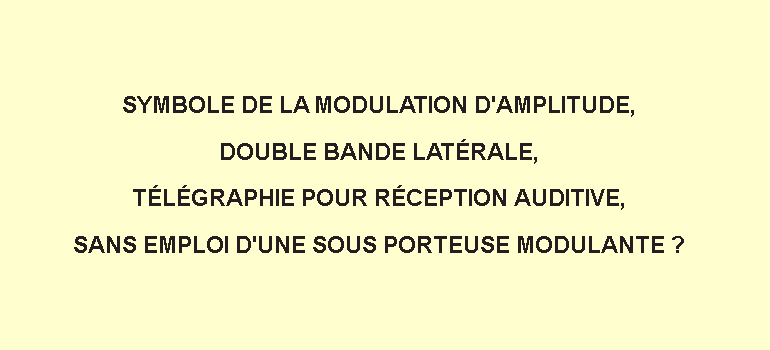 SYMBOLE DE LA MODULATION D'AMPLITUDE,
DOUBLE BANDE LATÉRALE,
TÉLÉGRAPHIE POUR RÉCEPTION AUDITIVE,
SANS EMPLOI D'UNE SOUS PORTEUSE MODULANTE ?